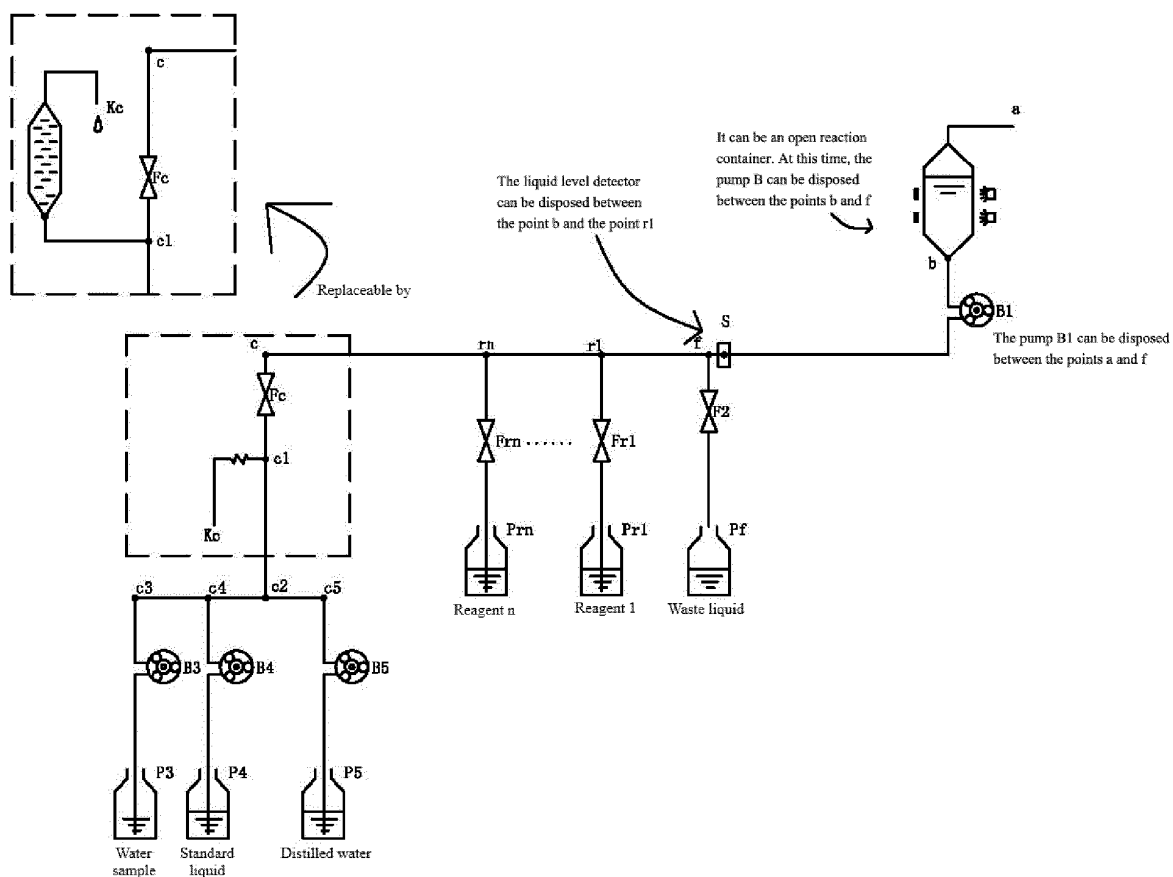 c
Kc
Fc
c1
Replaceable by
The liquid level detector
can be disposed between
the point b and the point r1
It can be an open reaction
container. At this time, the
pump B can be disposed
between the points b and f
a
b
B1
The pump B1 can be disposed
between the points a and f
S
c
rn
r1
f
Fc
Frn ...... Fr1
F2
c1
Kc
Prn
Pr1
Pf
Reagent n
Reagent 1
Waste liquid
c3
c4
c2
c5
B3
B4
B5
P3
P4
P5
Water
sample
Standard
liquid
Distilled water